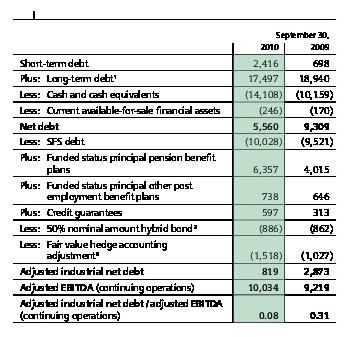 September 30,
2010 2009
Short-term debt 2,416 698
Plus: Long-term debt¹ 17,497 18,940
Less: Cash and cash equivalents (14,108) (10,159)
Less: Current available-for-sale financial assets (246) (170)
Net debt 5,560 9,309
Less: SFS debt (10,028) (9,521)
Plus: Funded status principal pension benefit
plans 6,357 4,015
Plus: Funded status principal other post
employment benefit plans 738 646
Plus: Credit guarantees 597 313
Less: 50% nominal amount hybrid bond² (886) (862)
Less: Fair value hedge accounting
adjustment³ (1,518) (1,027)
Adjusted industrial net debt 819 2,873
Adjusted EBITDA (continuing operations) 10,034 9,219
Adjusted industrial net debt / adjusted EBITDA
(continuing operations) 0.08 0.31